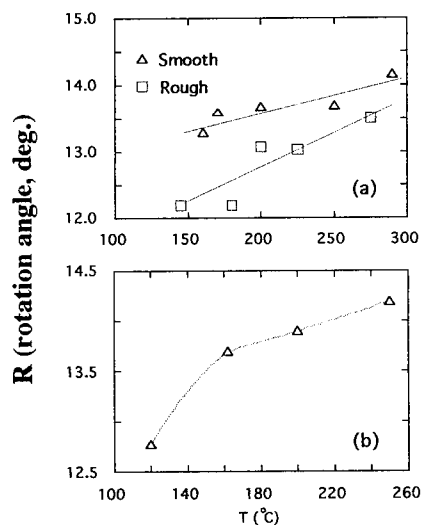 15.0
Smooth
Rough
14.0
13.0
(a)
12.0
100 150 200 250 300
R (rotation angle, deg.)
14.5
13.5
(b)
12.5
100 140 180 220 260
T (°C)